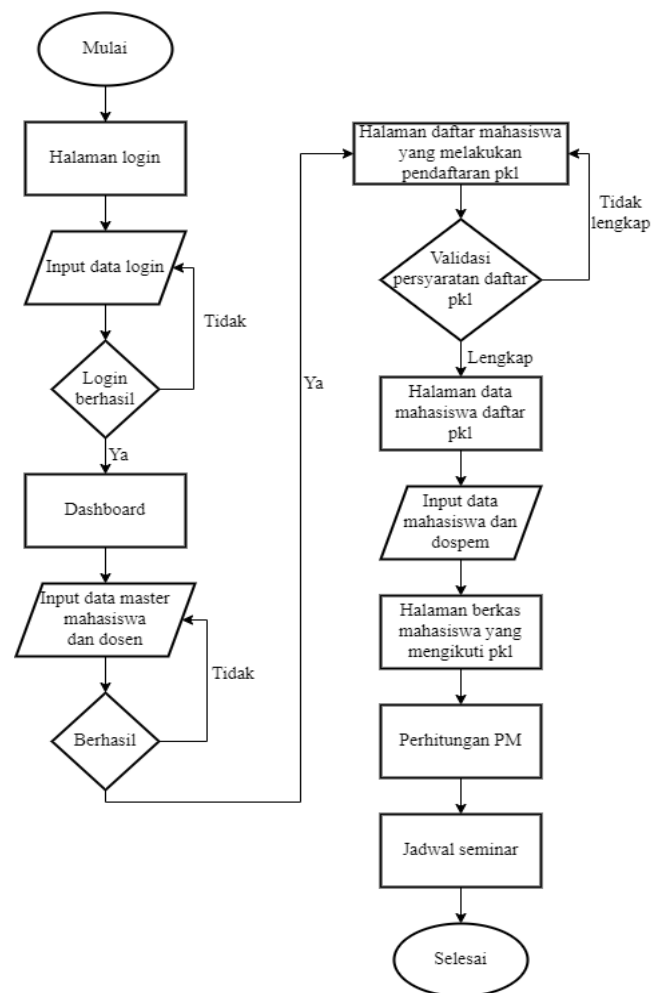 Mulai
Halaman login
Input data login
Tidak
Login
berhasil
Ya
Dashboard
Input data master
mahasiswa
dan dosen
Tidak
Berhasil
Ya
Halaman daftar mahasiswa
yang melakukan
pendaftaran pkl
Tidak
lengkap
Validasi
persyaratan daftar
pkl
Lengkap
Halaman data
mahasiswa daftar
pkl
Input data
mahasiswa dan
dospem
Halaman berkas
mahasiswa yang
mengikuti pkl
Perhitungan PM
Jadwal seminar
Selesai